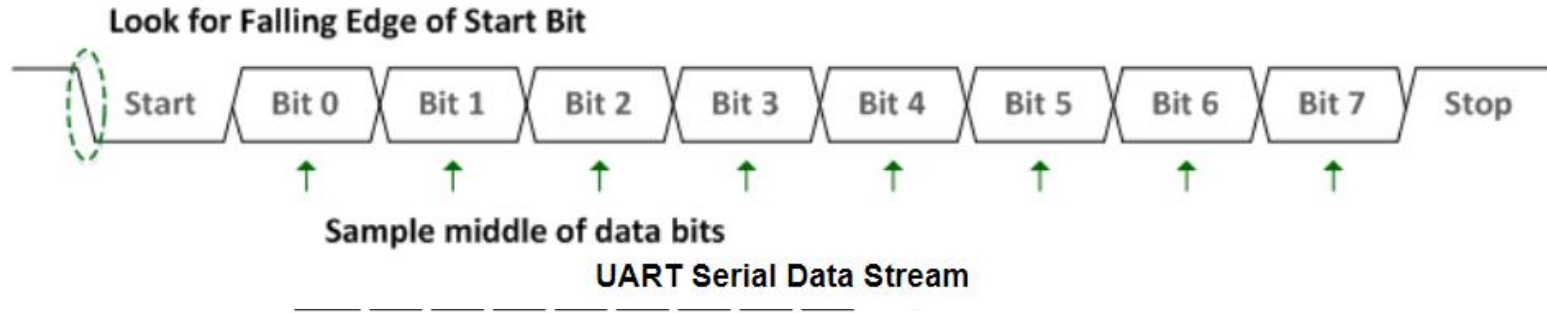 Look for Falling Edge of Start Bit
Start Bit 0 Bit 1 Bit 2 Bit 3 Bit 4 Bit 5 Bit 6 Bit 7 Stop
Sample middle of data bits
UART Serial Data Stream